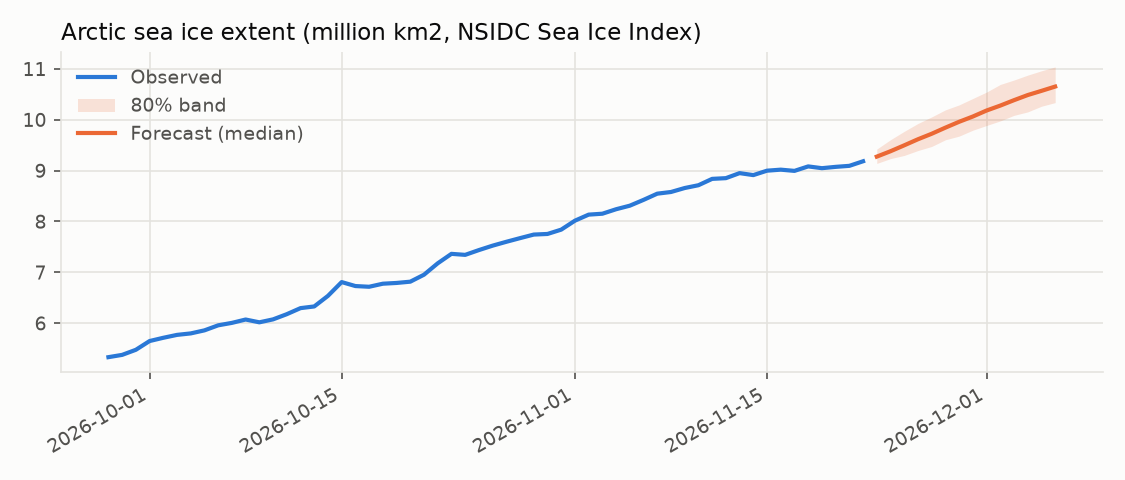 Arctic sea ice extent (million km2, NSIDC Sea Ice Index)
11
10
9
8
7
6
Observed
80% band
Forecast (median)
2026-10-01
2026-10-15
2026-11-01
2026-11-15
2026-12-01